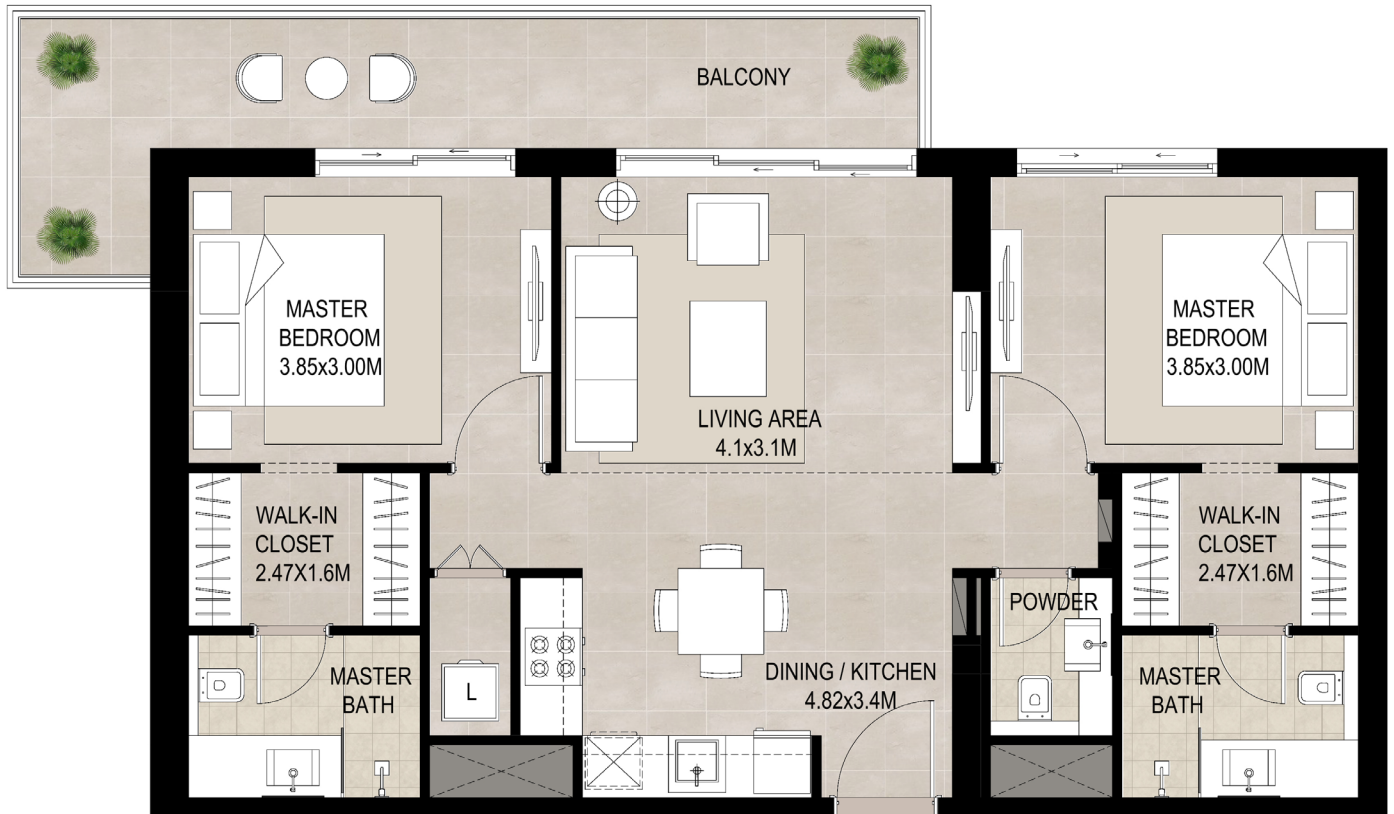 BALCONY
MASTER
BEDROOM
3.85x3.00M
MASTER
BEDROOM
3.85x3.00M
LIVING AREA
4.1x3.1M
WALK-IN
CLOSET
2.47X1.6M
WALK-IN
CLOSET
2.47X1.6M
POWDER
MASTER
BATH
L
DINING / KITCHEN
4.82x3.4M
MASTER
BATH